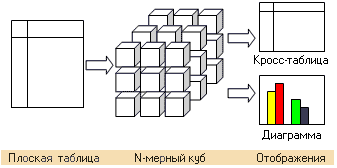 Кросс-таблица
Диаграмма
Плоская таблица
N-мерный куб
Отображения